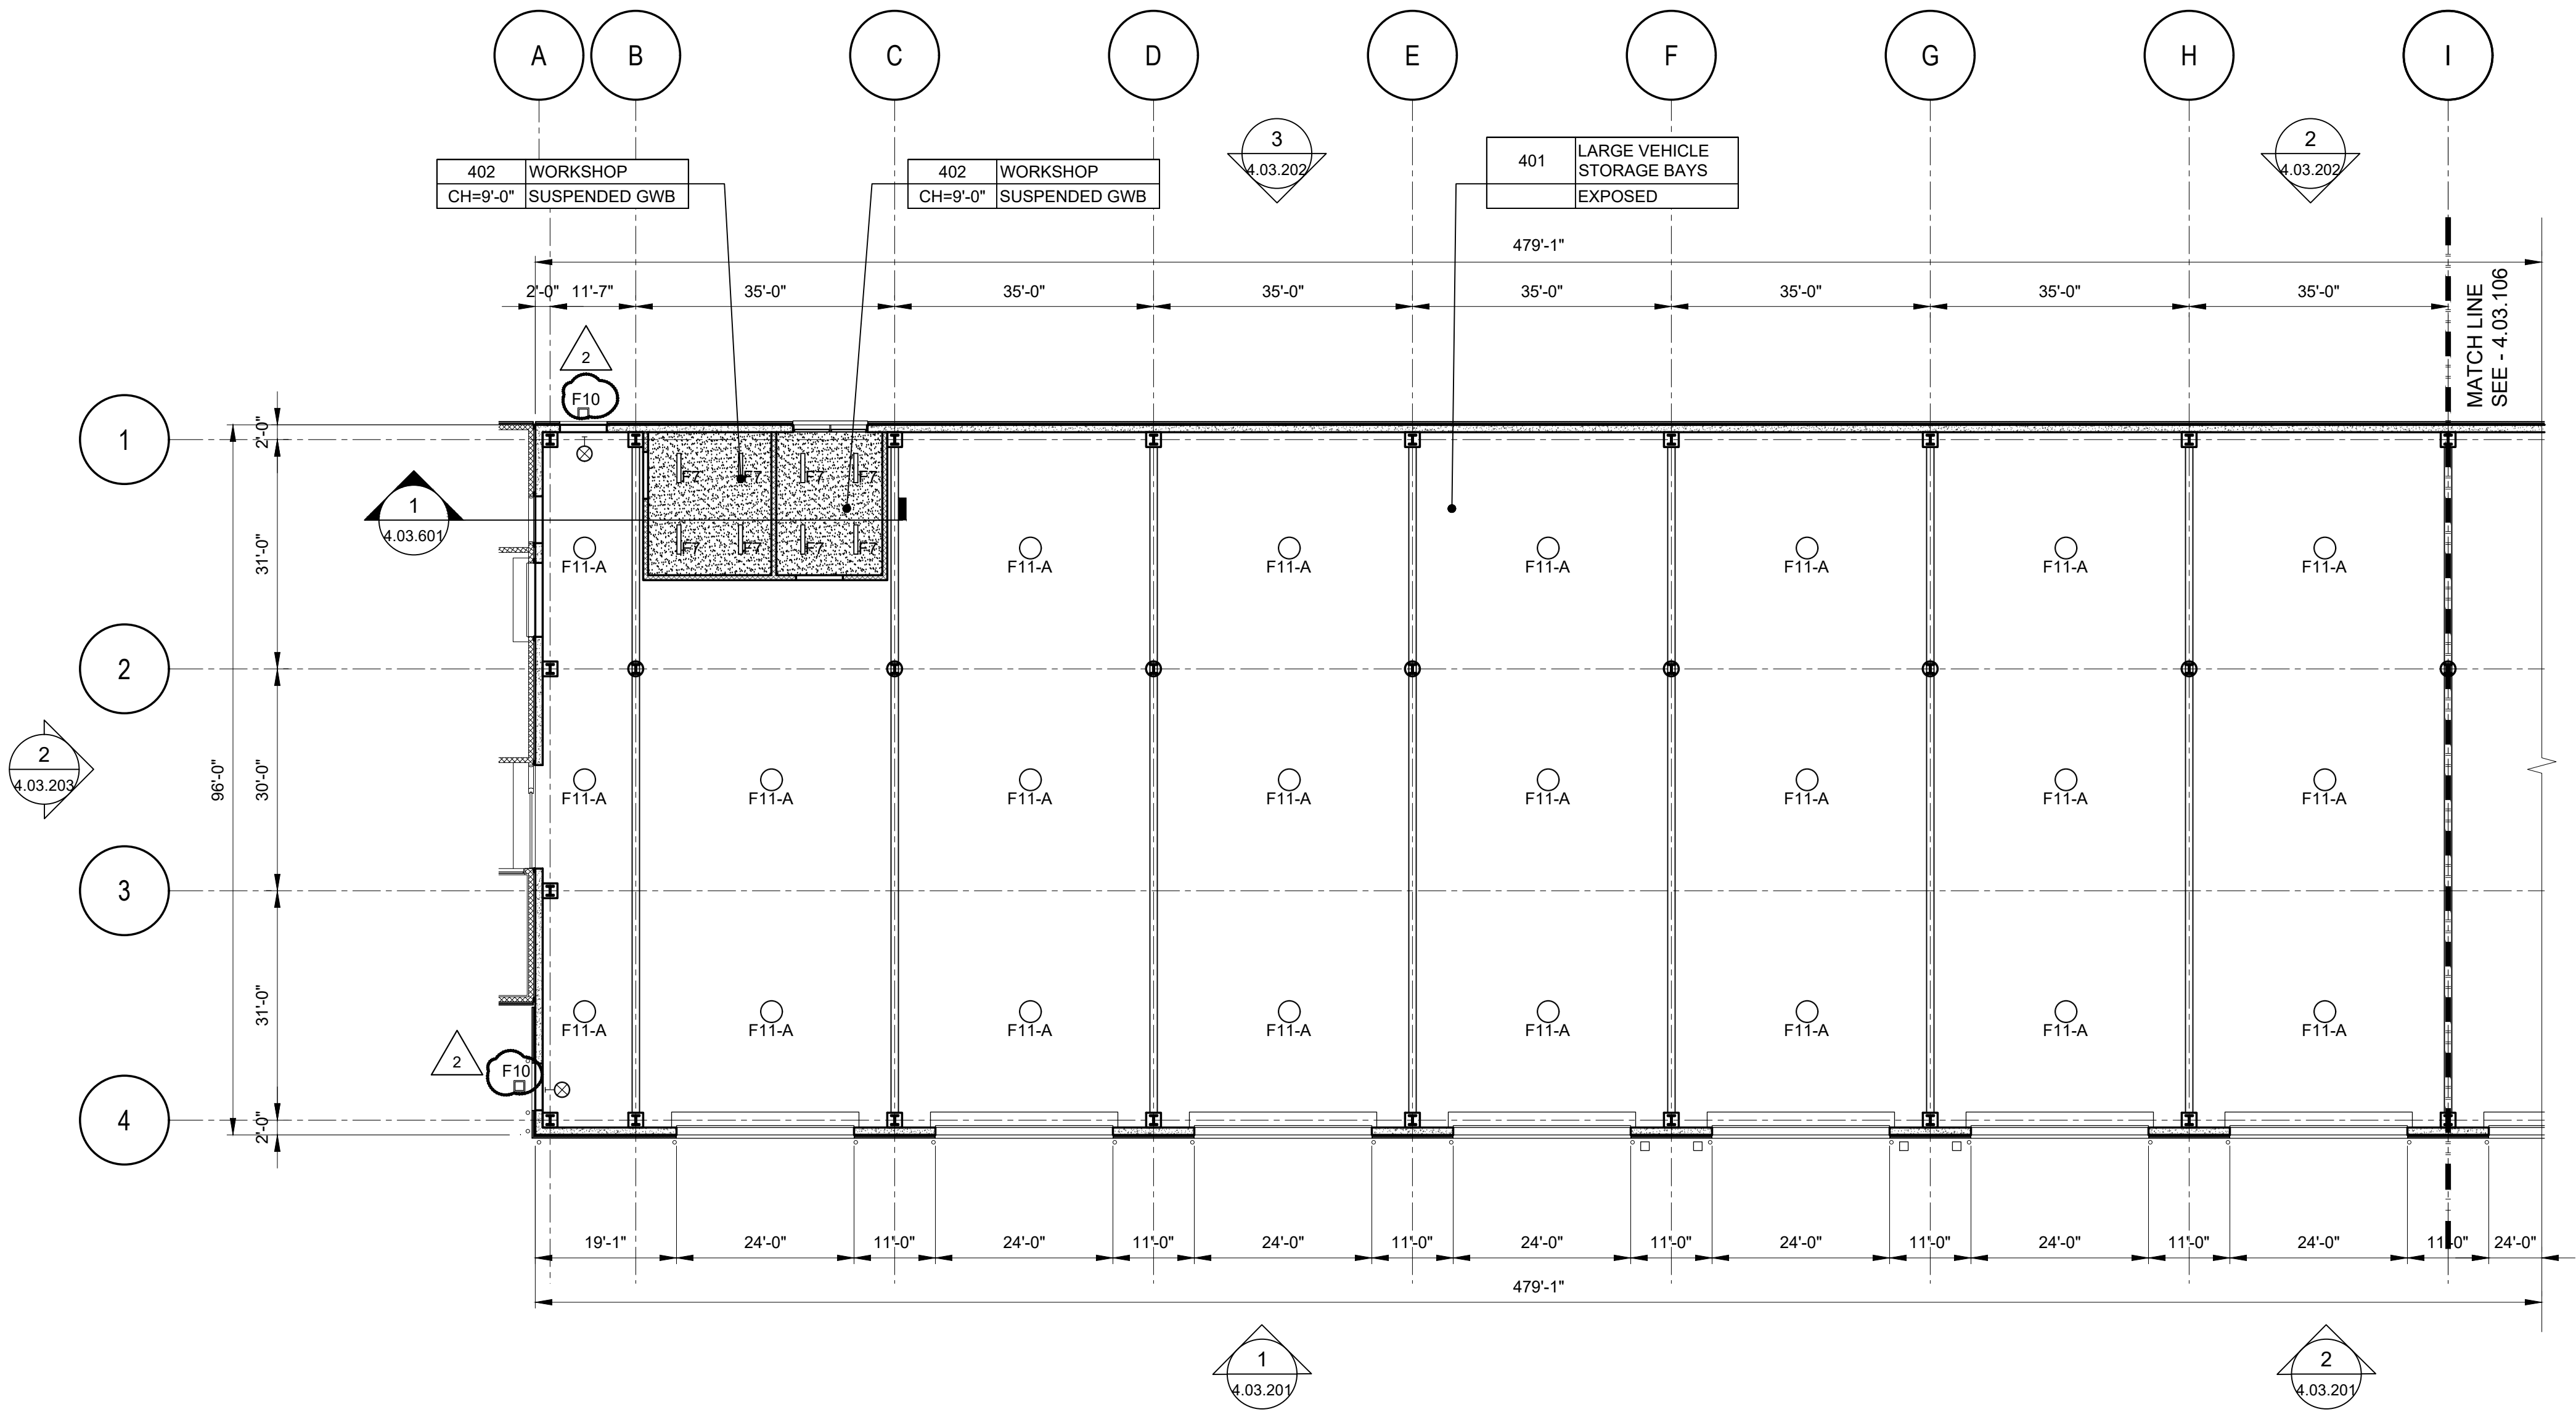 A B C D E F G H I
3
4.03.202
2
4.03.202
402 WORKSHOP
CH=9'-0" SUSPENDED GWB
402 WORKSHOP
CH=9'-0" SUSPENDED GWB
401 LARGE VEHICLE
STORAGE BAYS
EXPOSED
479'-1"
2'-0" 11'-7" 35'-0" 35'-0" 35'-0" 35'-0" 35'-0" 35'-0" 35'-0"
MATCH LINE
SEE - 4.03.106
2
F10
1
2'-0"
F7 F7 F7 F7
1
4.03.601
31'-0"
F7 F7 F7 F7
F11-A F11-A F11-A F11-A F11-A F11-A F11-A
2
2
4.03.203
96'-0"
30'-0"
F11-A F11-A F11-A F11-A F11-A F11-A F11-A F11-A
3
31'-0"
F11-A F11-A F11-A F11-A F11-A F11-A F11-A F11-A
2
F10
4
2'-0"
19'-1" 24'-0" 11'-0" 24'-0" 11'-0" 24'-0" 11'-0" 24'-0" 11'-0" 24'-0" 11'-0" 24'-0" 11'-0" 24'-0" 11'-0" 24'-0"
479'-1"
1
4.03.201
2
4.03.201